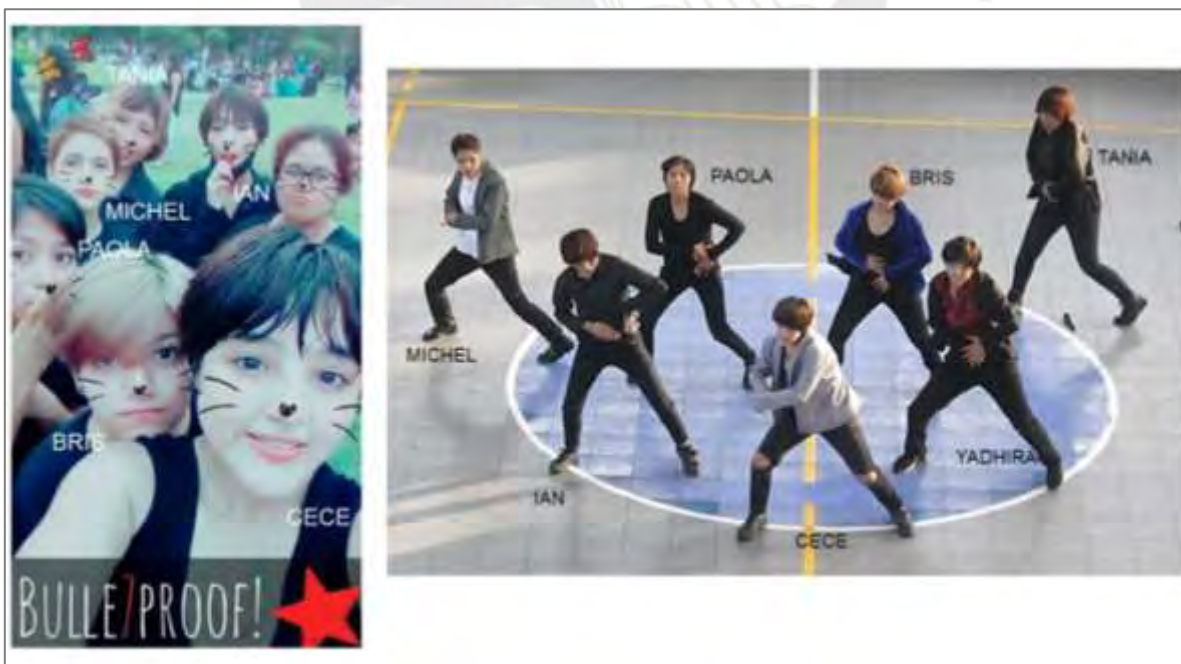 TANIA
IAN
MICHEL
PAOLA
BRIS
CECE
BULLE7PROOF!
TANIA
PAOLA
BRIS
MICHEL
YADHIRA
IAN
CECE